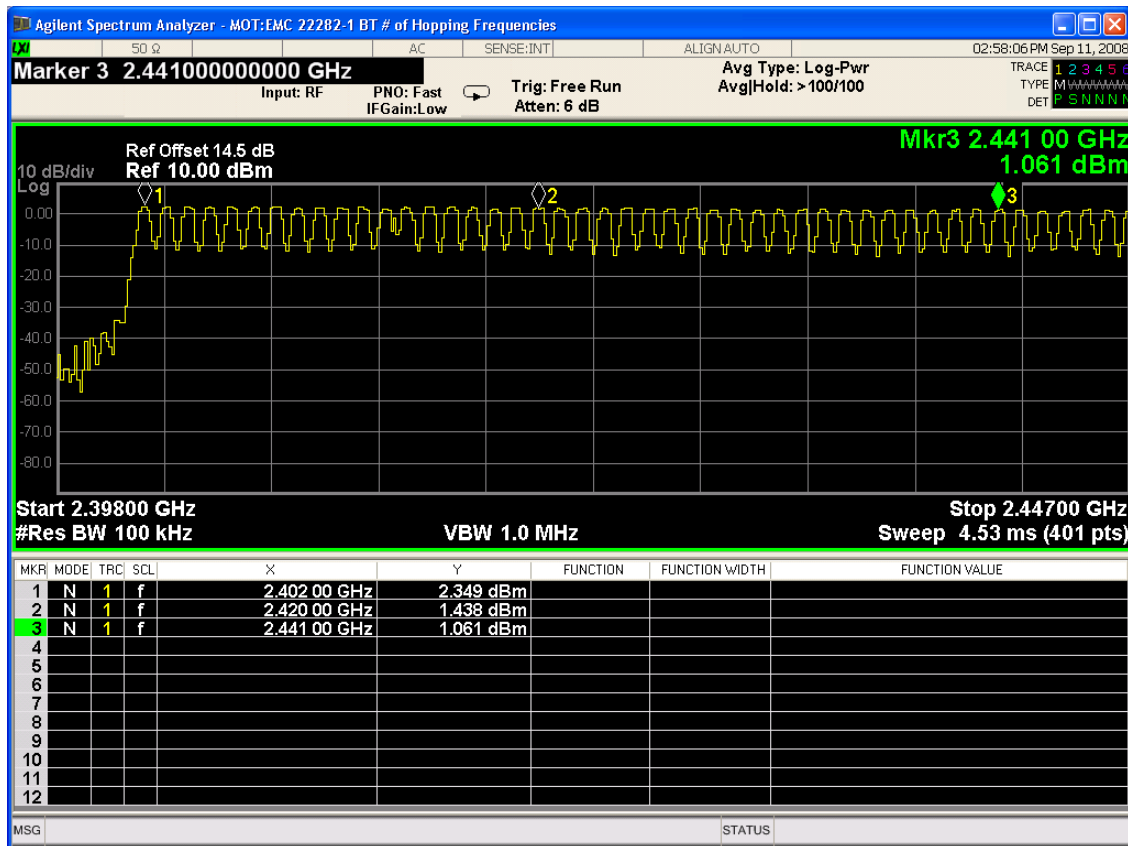 Agilent Spectrum Analyzer - MOT:EMC 22282-1 BT # of Hopping Frequencies
LXI 50 Ω AC SENSE:INT ALIGNAUTO 02:58:06 PM Sep 11, 2008
Marker 3 2.441000000000 GHz
Input: RF PNO: Fast IFGain:Low
Trig: Free Run
Atten: 6 dB
Avg Type: Log-Pwr
Avg|Hold: >100/100
TRACE 1 2 3 4 5 6
TYPE M
DET P S N N N N
Mkr3 2.441 00 GHz
1.061 dBm
Ref Offset 14.5 dB
10 dB/div Ref 10.00 dBm
Log
1 2 3
0.00
-10.0
-20.0
-30.0
-40.0
-50.0
-60.0
-70.0
-80.0
Start 2.39800 GHz Stop 2.44700 GHz
#Res BW 100 kHz VBW 1.0 MHz Sweep 4.53 ms (401 pts)
MKR MODE TRC SCL X Y FUNCTION FUNCTION WIDTH FUNCTION VALUE
1 N 1 f 2.402 00 GHz 2.349 dBm
2 N 1 f 2.420 00 GHz 1.438 dBm
3 N 1 f 2.441 00 GHz 1.061 dBm
4
5
6
7
8
9
10
11
12
MSG STATUS